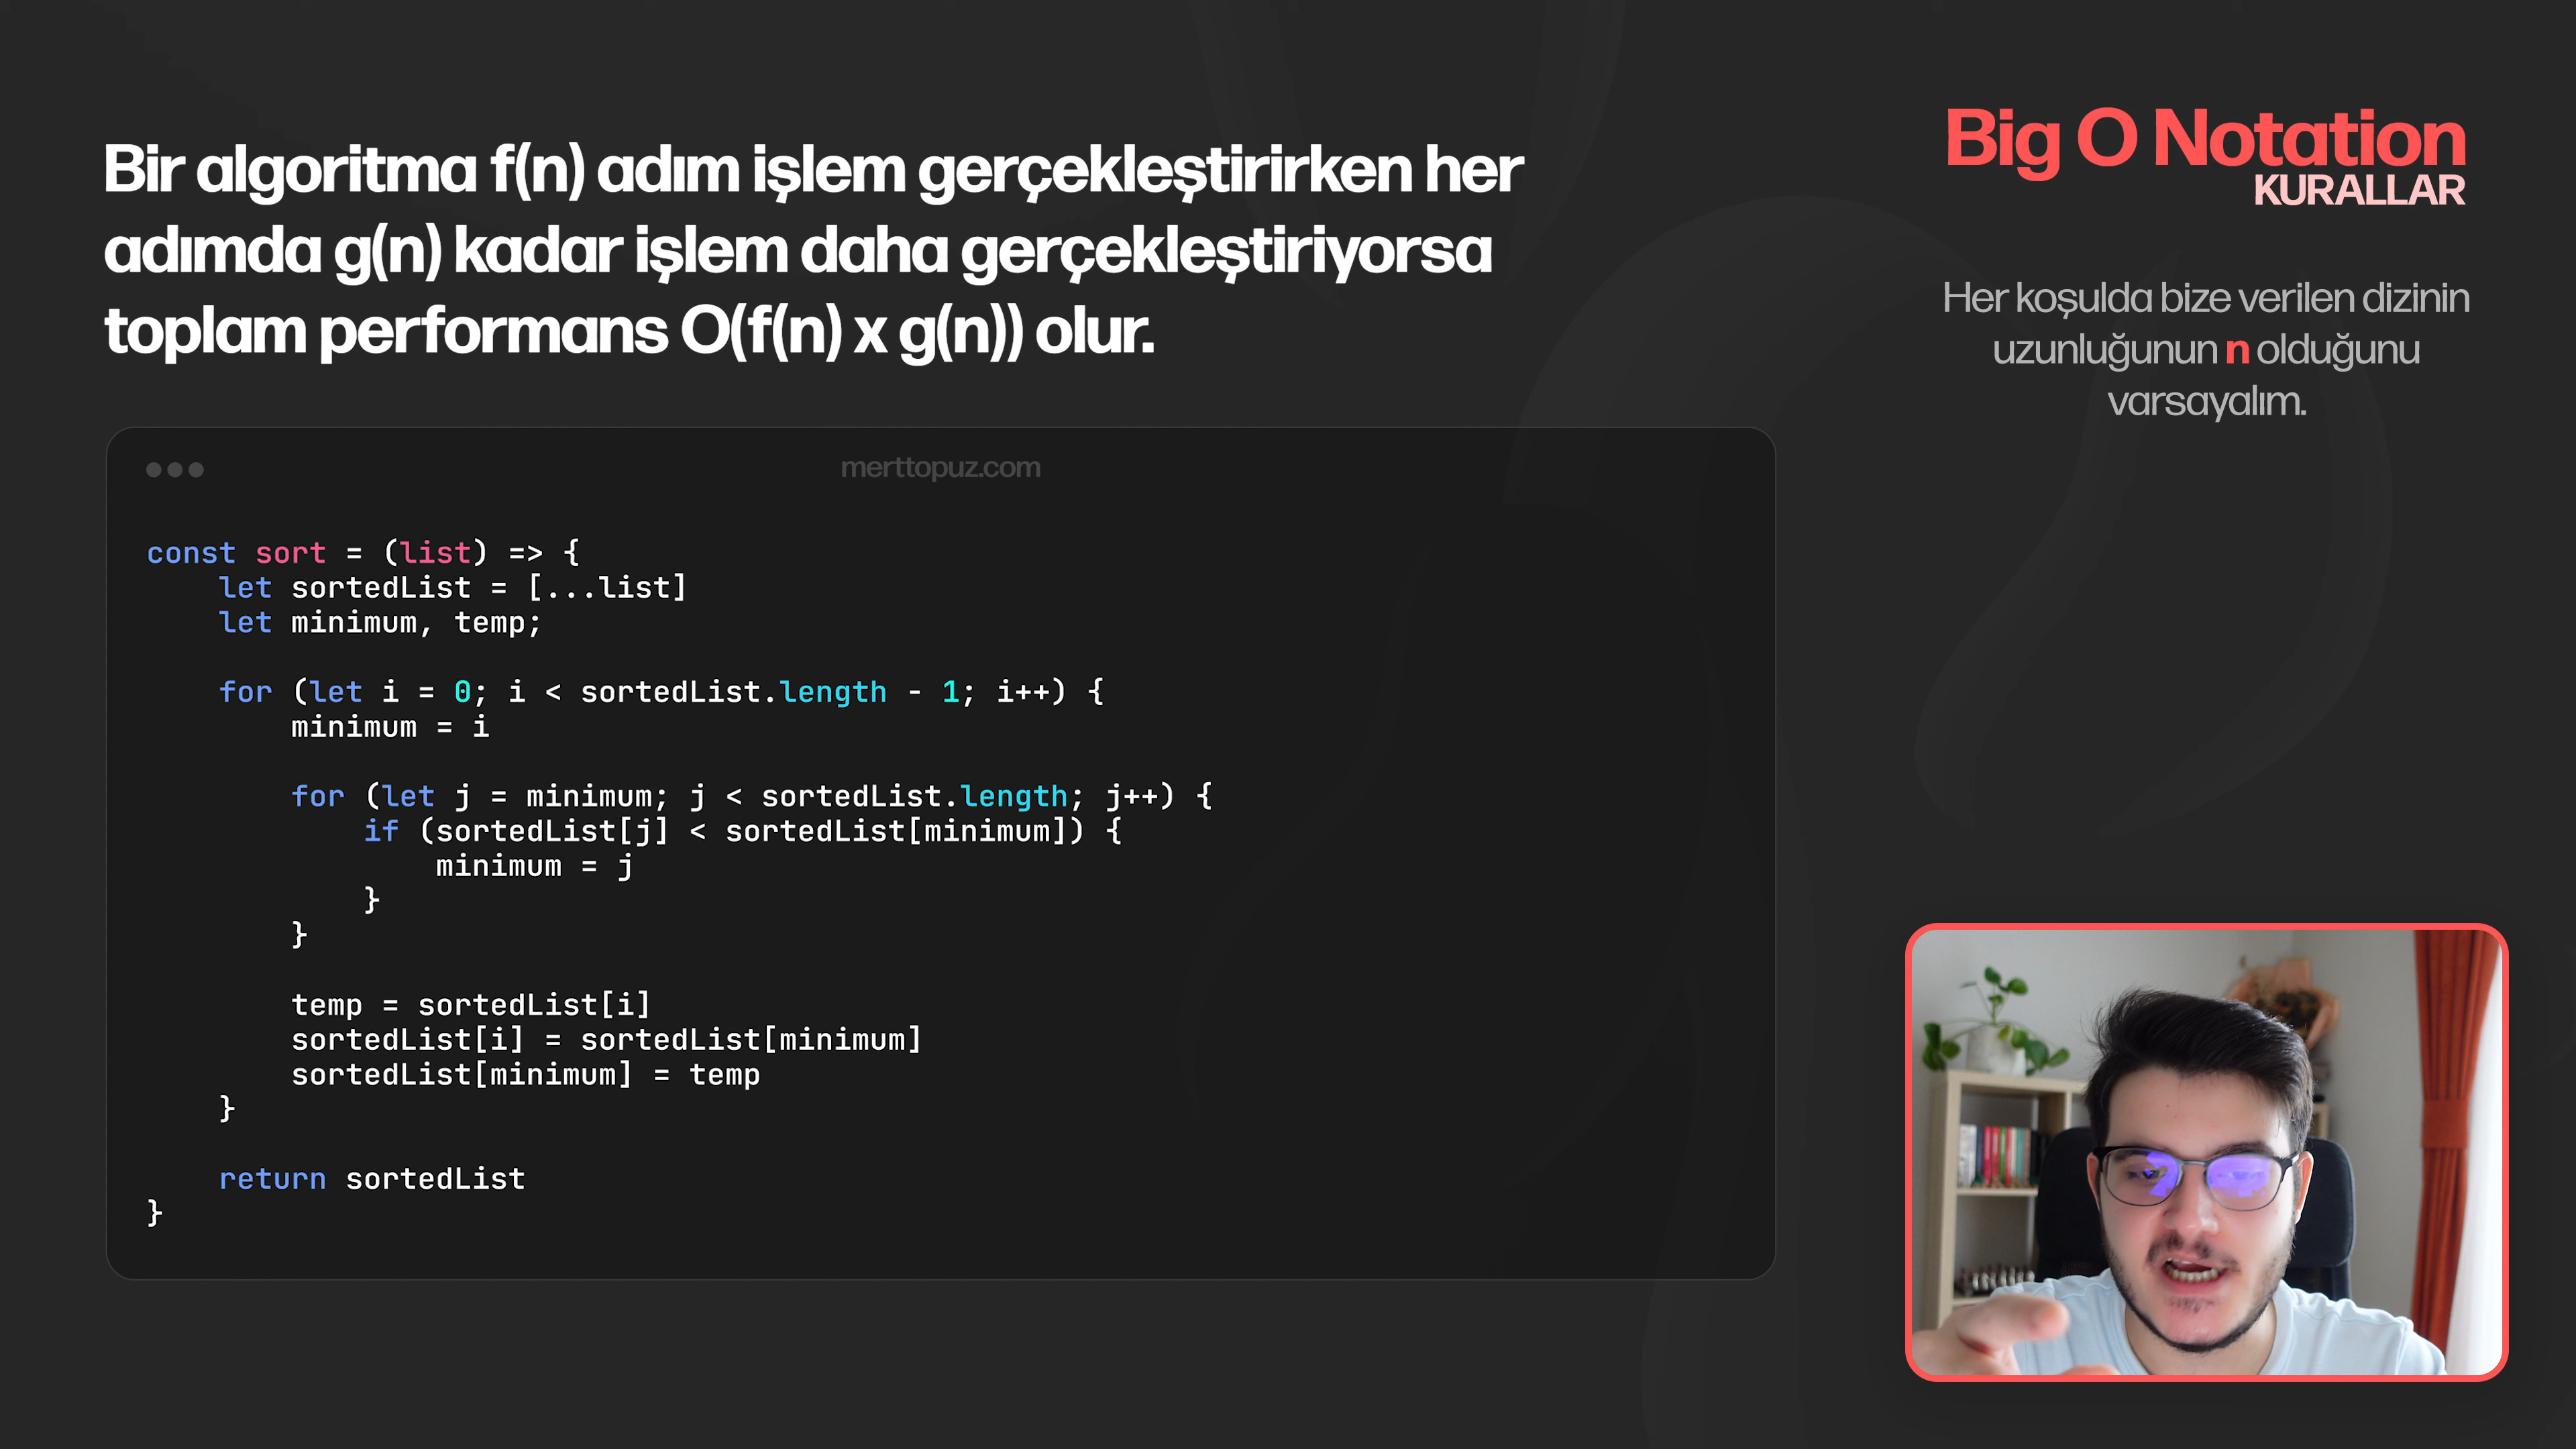 Bir algoritma f(n) adım işlem gerçekleştirirken her
adımda g(n) kadar işlem daha gerçekleştiriyorsa
toplam performans O(f(n) x g(n)) olur.
Big O Notation
KURALLAR
Her koşulda bize verilen dizinin
uzunluğunun n olduğunu
varsayalım.
merttopuz.com
const sort = (list) => {
    let sortedList = [...list]
    let minimum, temp;
    for (let i = 0; i < sortedList.length - 1; i++) {
        minimum = i
        for (let j = minimum; j < sortedList.length; j++) {
            if (sortedList[j] < sortedList[minimum]) {
                minimum = j
            }
        }
        temp = sortedList[i]
        sortedList[i] = sortedList[minimum]
        sortedList[minimum] = temp
    }
    return sortedList
}